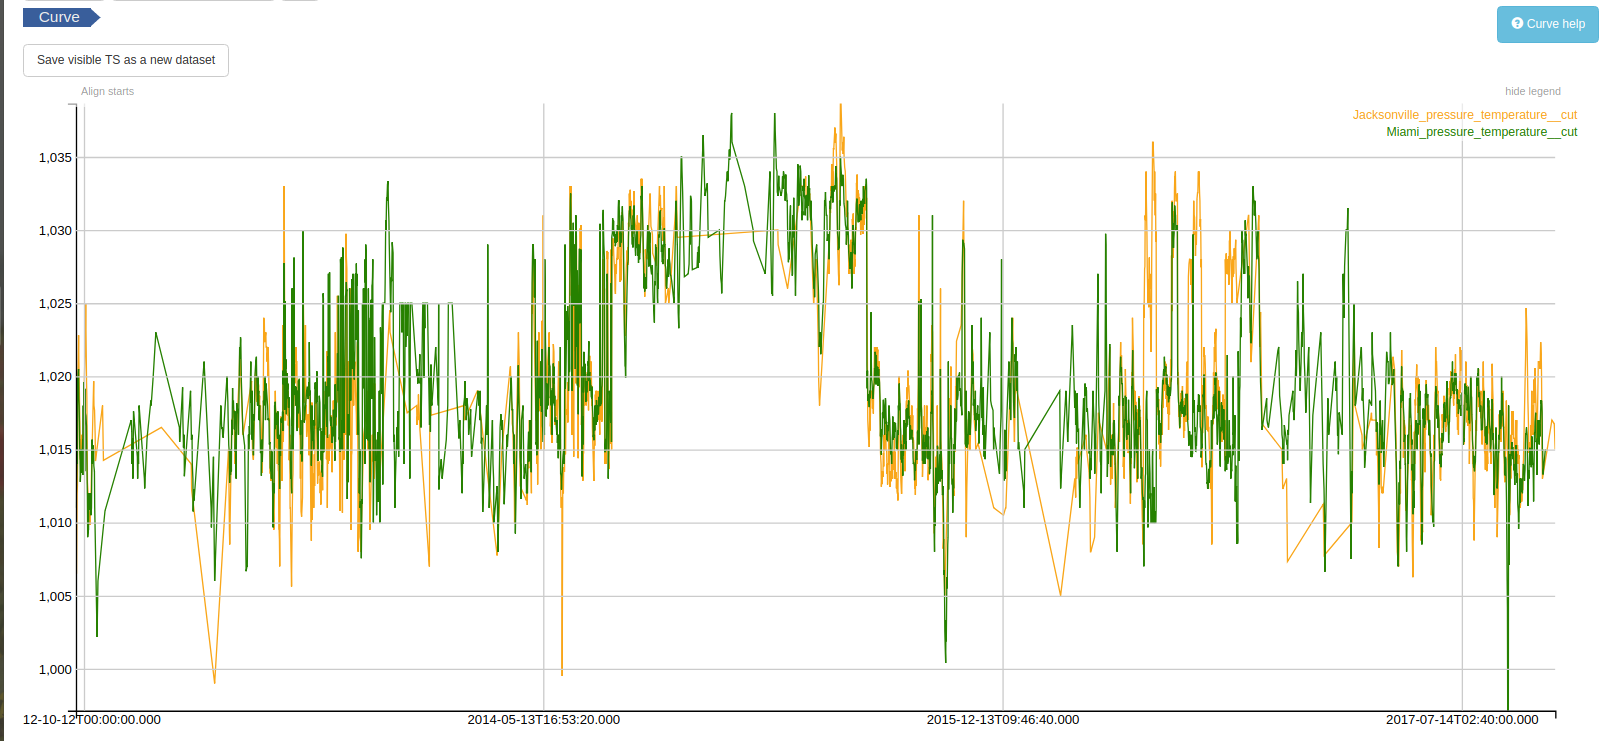 Curve
Curve help
Save visible TS as a new dataset
Align starts
hide legend
Jacksonville_pressure_temperature__cut
Miami_pressure_temperature__cut
1,035
1,030
1,025
1,020
1,015
1,010
1,005
1,000
12-10-12T00:00:00.000
2014-05-13T16:53:20.000
2015-12-13T09:46:40.000
2017-07-14T02:40:00.000